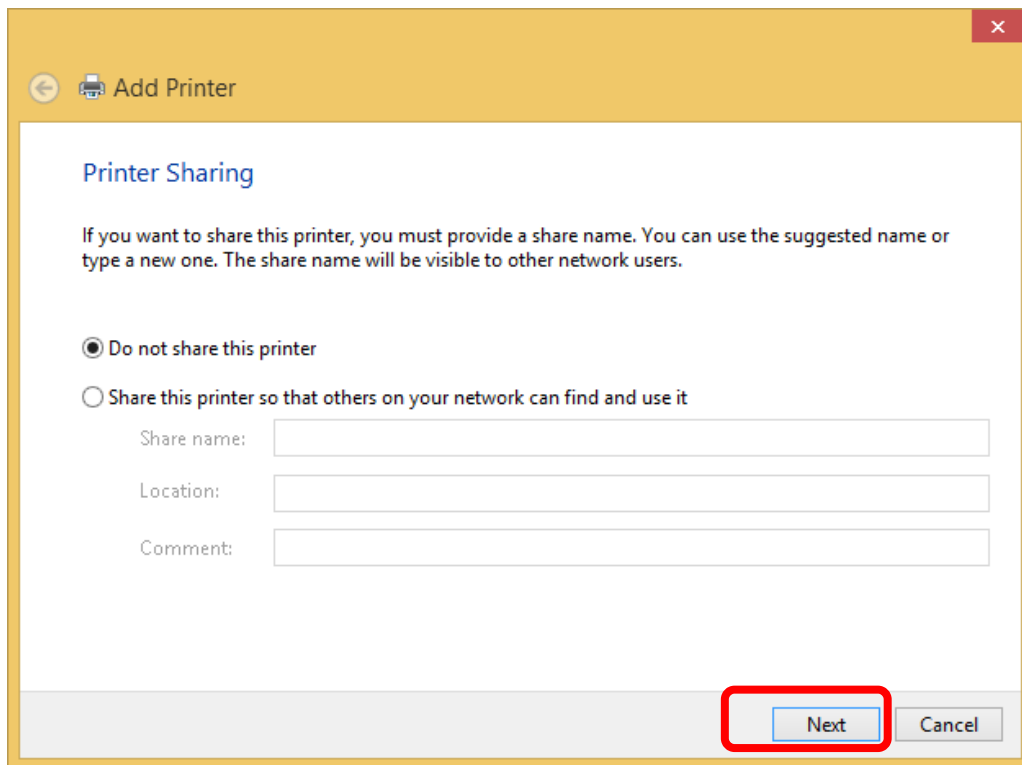 Add Printer
Printer Sharing
If you want to share this printer, you must provide a share name. You can use the suggested name or
type a new one. The share name will be visible to other network users.
Do not share this printer
Share this printer so that others on your network can find and use it
Share name:
Location:
Comment:
Next Cancel